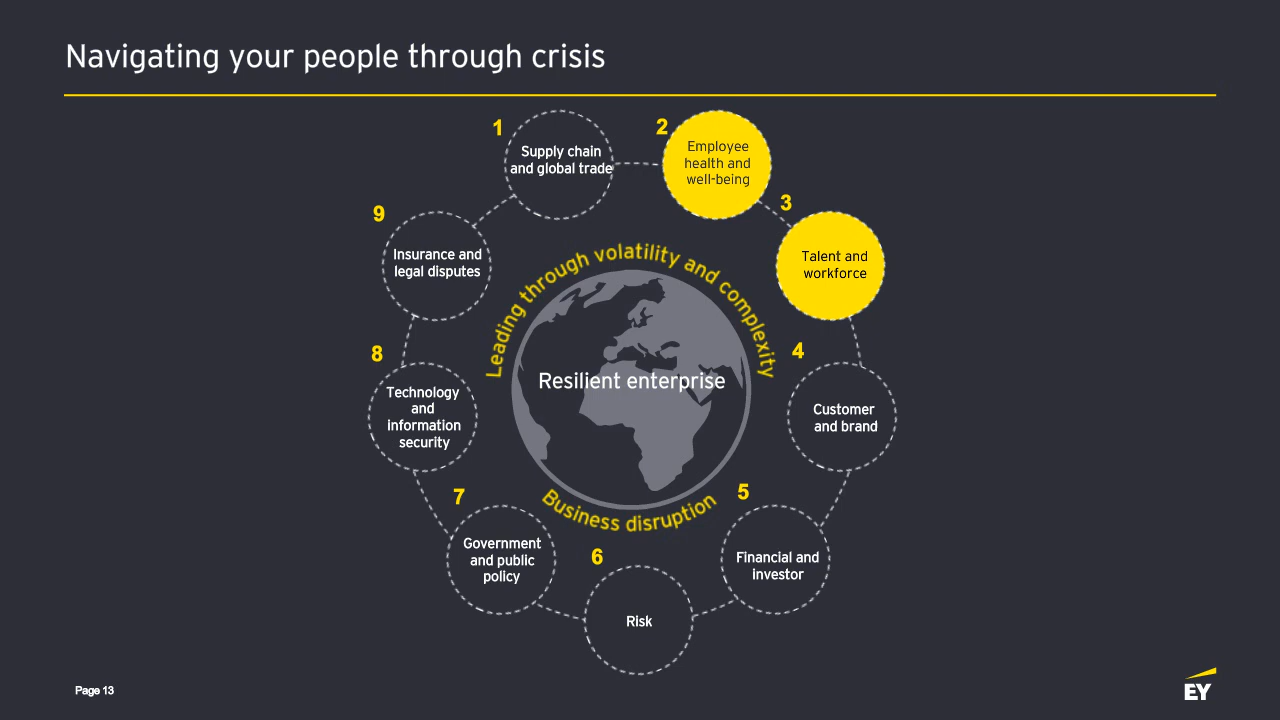 Navigating your people through crisis
1
Supply chain
and global trade
2
Employee
health and
well-being
3
Talent and
workforce
4
Customer
and brand
5
Financial and
investor
6
Risk
7
Government
and public
policy
8
Technology
and
information
security
9
Insurance and
legal disputes
Leading through volatility and complexity
Resilient enterprise
Business disruption
Page 13
EY